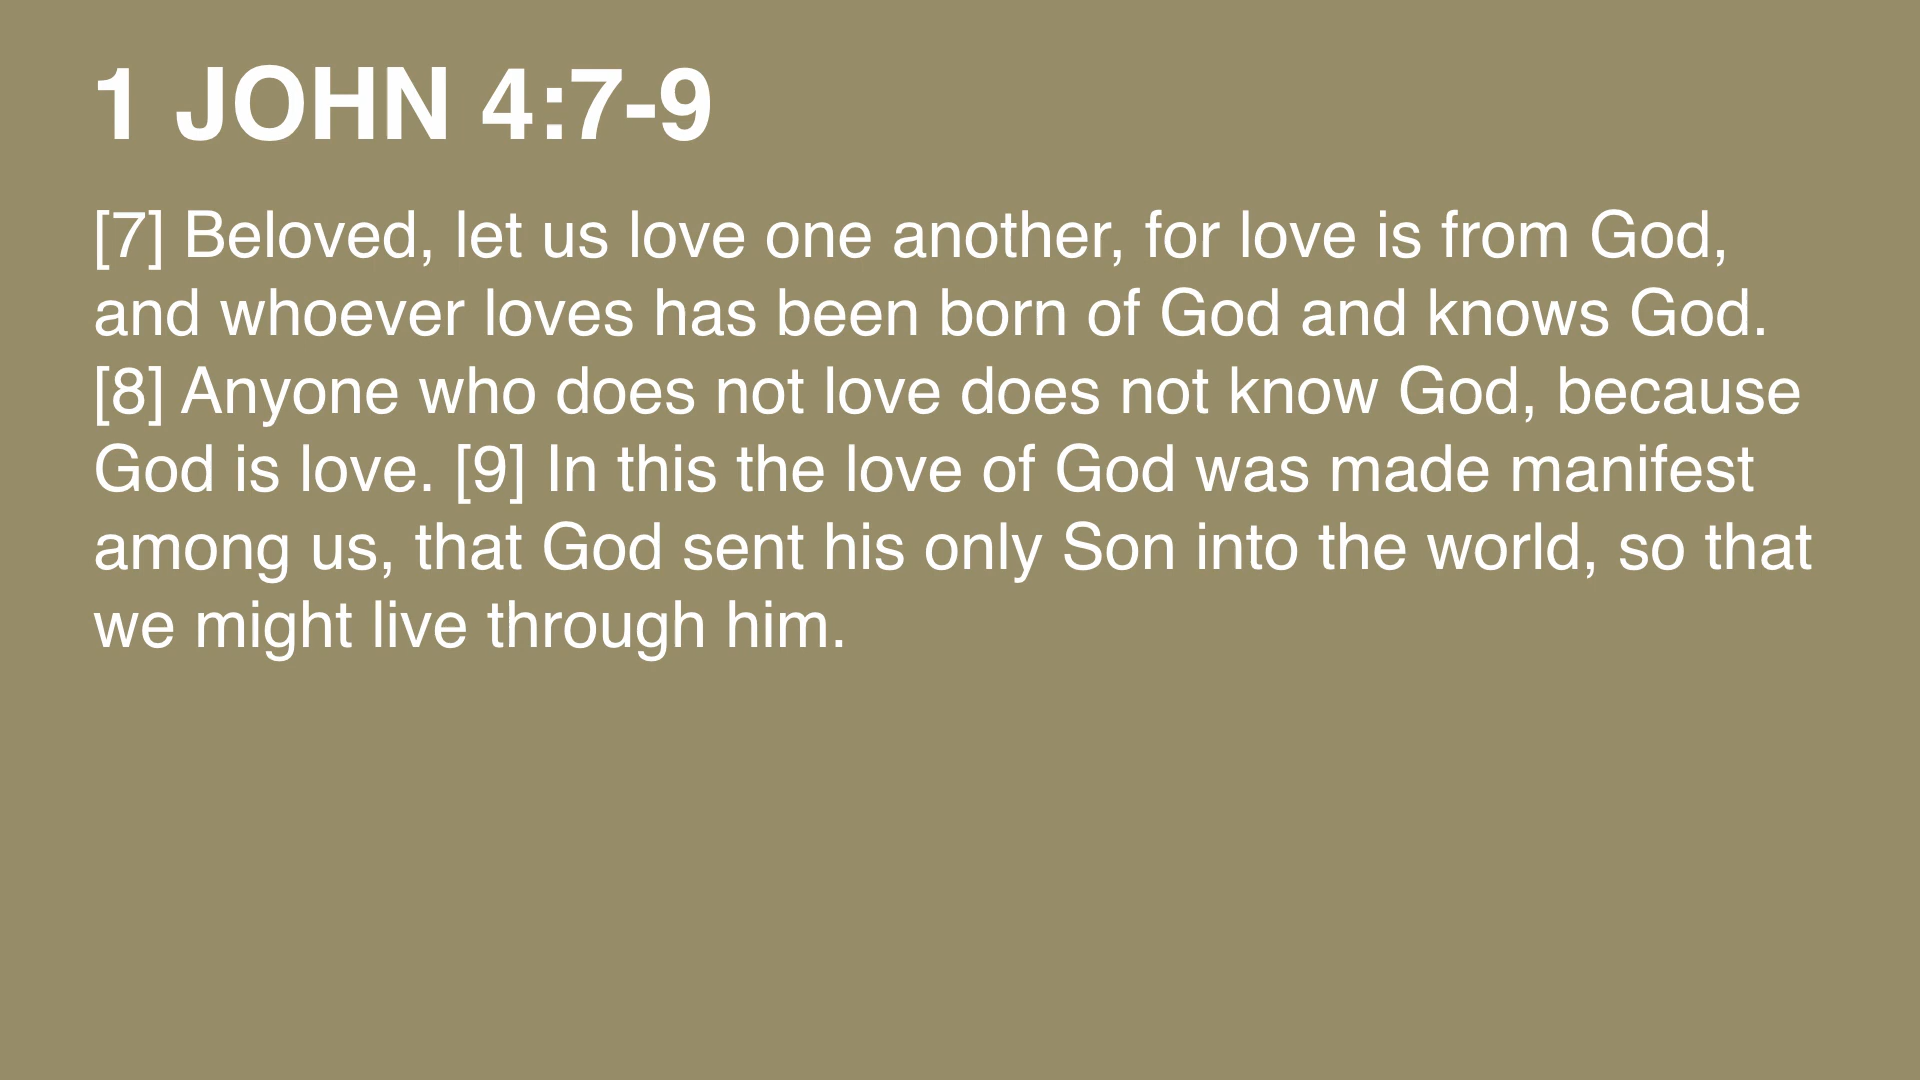 1 JOHN 4:7-9
[7] Beloved, let us love one another, for love is from God,
and whoever loves has been born of God and knows God.
[8] Anyone who does not love does not know God, because
God is love. [9] In this the love of God was made manifest
among us, that God sent his only Son into the world, so that
we might live through him.